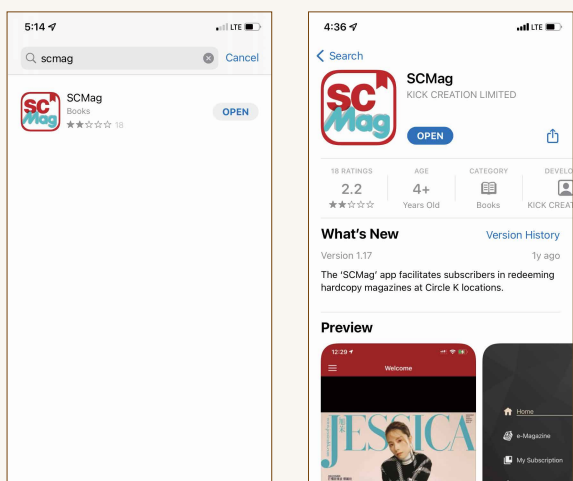 5:14
LTE
scmag
Cancel
SC
Mag
SCMag
Books
18
OPEN
4:36
LTE
Search
SC
Mag
SCMag
KICK CREATION LIMITED
OPEN
18 RATINGS
2.2
AGE
4+
Years Old
CATEGORY
Books
DEVELO
KICK CREAT
What's New
Version History
Version 1.17
1y ago
The 'SCMag' app facilitates subscribers in redeeming
hardcopy magazines at Circle K locations.
Preview
12:29
Welcome
JESSICA
Home
e-Magazine
My Subscription